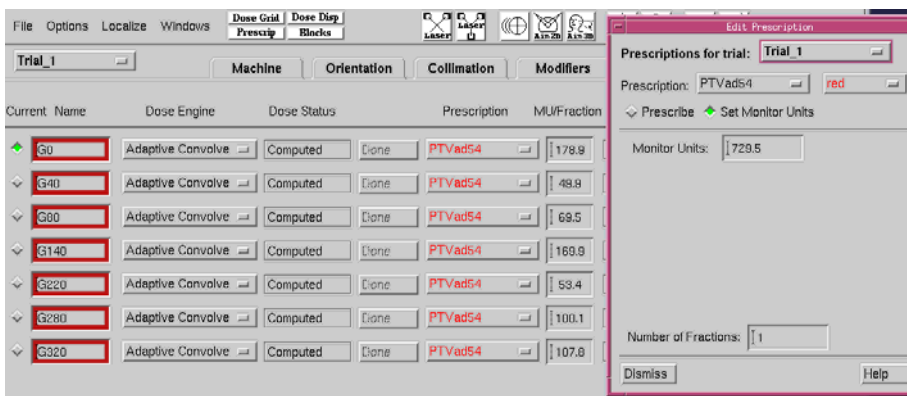 File Options Localize Windows Dose Grid Dose Disp
Prescrip Blocks
Laser Laser
Trial_1
Machine Orientation Collimation Modifiers
Current Name Dose Engine Dose Status Prescription MU/Fraction
G0 Adaptive Convolve Computed Done PTVad54 178.9
G40 Adaptive Convolve Computed Done PTVad54 49.9
G80 Adaptive Convolve Computed Done PTVad54 69.5
G140 Adaptive Convolve Computed Done PTVad54 169.9
G220 Adaptive Convolve Computed Done PTVad54 53.4
G280 Adaptive Convolve Computed Done PTVad54 100.1
G320 Adaptive Convolve Computed Done PTVad54 107.8
Edit Prescription
Prescriptions for trial: Trial_1
Prescription: PTVad54 red
Prescribe Set Monitor Units
Monitor Units: 729.5
Number of Fractions: 1
Dismiss Help